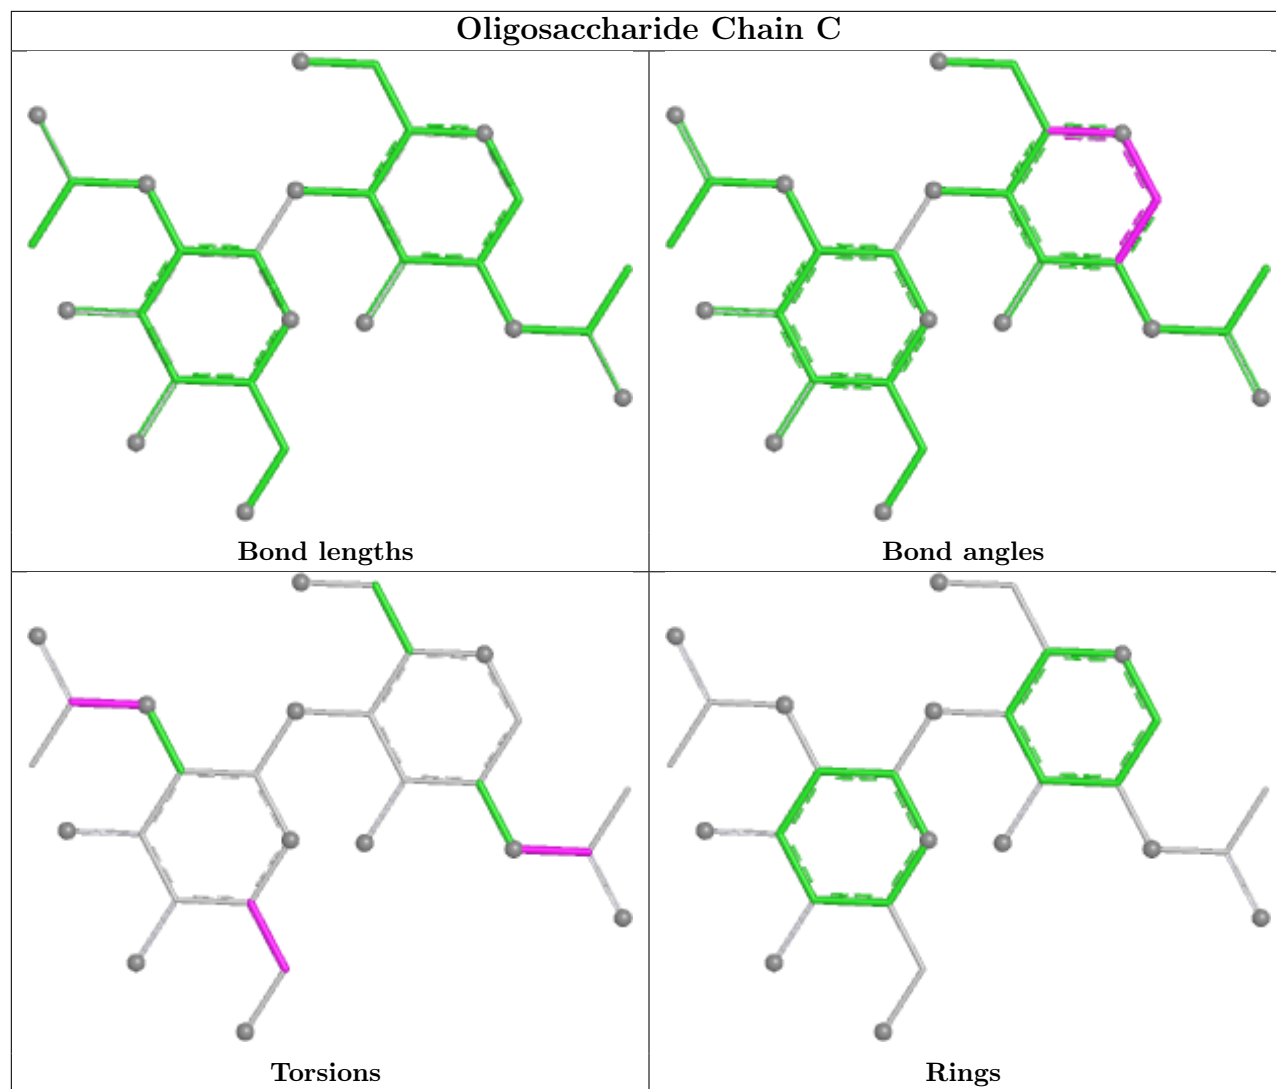 Oligosaccharide Chain C
Bond lengths
Bond angles
Torsions
Rings